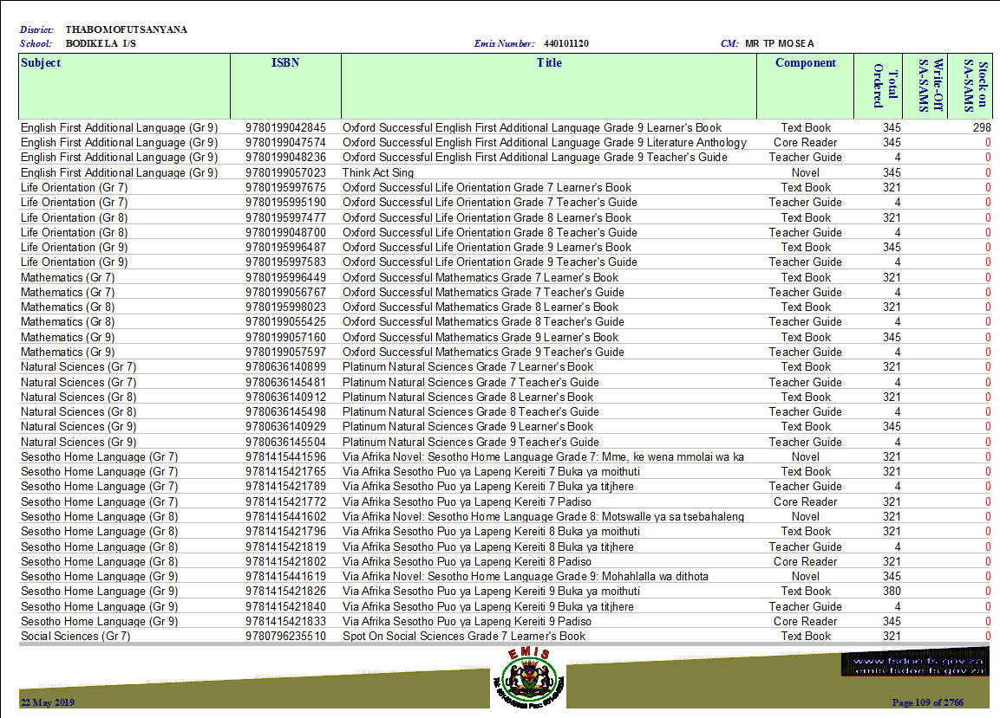 District: THABO MOFUTSANYANA
School: BODIKELA I/S Emis Number: 440101120 CM: MR TP MOSEA
Subject ISBN Title Component Total Ordered Write-Off SA-SAMS Stock on SA-SAMS
English First Additional Language (Gr 9) 9780199042845 Oxford Successful English First Additional Language Grade 9 Learner's Book Text Book 345 298
English First Additional Language (Gr 9) 9780199047574 Oxford Successful English First Additional Language Grade 9 Literature Anthology Core Reader 345 0
English First Additional Language (Gr 9) 9780199048236 Oxford Successful English First Additional Language Grade 9 Teacher's Guide Teacher Guide 4 0
English First Additional Language (Gr 9) 9780199057023 Think Act Sing Novel 345 0
Life Orientation (Gr 7) 9780195997675 Oxford Successful Life Orientation Grade 7 Learner's Book Text Book 321 0
Life Orientation (Gr 7) 9780195995190 Oxford Successful Life Orientation Grade 7 Teacher's Guide Teacher Guide 4 0
Life Orientation (Gr 8) 9780195997477 Oxford Successful Life Orientation Grade 8 Learner's Book Text Book 321 0
Life Orientation (Gr 8) 9780199048700 Oxford Successful Life Orientation Grade 8 Teacher's Guide Teacher Guide 4 0
Life Orientation (Gr 9) 9780195996487 Oxford Successful Life Orientation Grade 9 Learner's Book Text Book 345 0
Life Orientation (Gr 9) 9780195997583 Oxford Successful Life Orientation Grade 9 Teacher's Guide Teacher Guide 4 0
Mathematics (Gr 7) 9780195996449 Oxford Successful Mathematics Grade 7 Learner's Book Text Book 321 0
Mathematics (Gr 7) 9780199056767 Oxford Successful Mathematics Grade 7 Teacher's Guide Teacher Guide 4 0
Mathematics (Gr 8) 9780195998023 Oxford Successful Mathematics Grade 8 Learner's Book Text Book 321 0
Mathematics (Gr 8) 9780199055425 Oxford Successful Mathematics Grade 8 Teacher's Guide Teacher Guide 4 0
Mathematics (Gr 9) 9780199057160 Oxford Successful Mathematics Grade 9 Learner's Book Text Book 345 0
Mathematics (Gr 9) 9780199057597 Oxford Successful Mathematics Grade 9 Teacher's Guide Teacher Guide 4 0
Natural Sciences (Gr 7) 9780636140899 Platinum Natural Sciences Grade 7 Learner's Book Text Book 321 0
Natural Sciences (Gr 7) 9780636145481 Platinum Natural Sciences Grade 7 Teacher's Guide Teacher Guide 4 0
Natural Sciences (Gr 8) 9780636140912 Platinum Natural Sciences Grade 8 Learner's Book Text Book 321 0
Natural Sciences (Gr 8) 9780636145498 Platinum Natural Sciences Grade 8 Teacher's Guide Teacher Guide 4 0
Natural Sciences (Gr 9) 9780636140929 Platinum Natural Sciences Grade 9 Learner's Book Text Book 345 0
Natural Sciences (Gr 9) 9780636145504 Platinum Natural Sciences Grade 9 Teacher's Guide Teacher Guide 4 0
Sesotho Home Language (Gr 7) 9781415441596 Via Afrika Novel: Sesotho Home Language Grade 7: Mme, ke wena mmolai wa ka Novel 321 0
Sesotho Home Language (Gr 7) 9781415421765 Via Afrika Sesotho Puo ya Lapeng Kereiti 7 Buka ya moithuti Text Book 321 0
Sesotho Home Language (Gr 7) 9781415421789 Via Afrika Sesotho Puo ya Lapeng Kereiti 7 Buka ya titjhere Teacher Guide 4 0
Sesotho Home Language (Gr 7) 9781415421772 Via Afrika Sesotho Puo ya Lapeng Kereiti 7 Padiso Core Reader 321 0
Sesotho Home Language (Gr 8) 9781415441602 Via Afrika Novel: Sesotho Home Language Grade 8: Motswalle ya sa tsebahaleng Novel 321 0
Sesotho Home Language (Gr 8) 9781415421796 Via Afrika Sesotho Puo ya Lapeng Kereiti 8 Buka ya moithuti Text Book 321 0
Sesotho Home Language (Gr 8) 9781415421819 Via Afrika Sesotho Puo ya Lapeng Kereiti 8 Buka ya titjhere Teacher Guide 4 0
Sesotho Home Language (Gr 8) 9781415421802 Via Afrika Sesotho Puo ya Lapeng Kereiti 8 Padiso Core Reader 321 0
Sesotho Home Language (Gr 9) 9781415441619 Via Afrika Novel: Sesotho Home Language Grade 9: Mohahlalla wa dithota Novel 345 0
Sesotho Home Language (Gr 9) 9781415421826 Via Afrika Sesotho Puo ya Lapeng Kereiti 9 Buka ya moithuti Text Book 380 0
Sesotho Home Language (Gr 9) 9781415421840 Via Afrika Sesotho Puo ya Lapeng Kereiti 9 Buka ya titjhere Teacher Guide 4 0
Sesotho Home Language (Gr 9) 9781415421833 Via Afrika Sesotho Puo ya Lapeng Kereiti 9 Padiso Core Reader 345 0
Social Sciences (Gr 7) 9780796235510 Spot On Social Sciences Grade 7 Learner's Book Text Book 321 0
EMIS
www.fsdoe.fs.gov.za
emis.fsdoe.fs.gov.za
22 May 2019 Page 109 of 2766